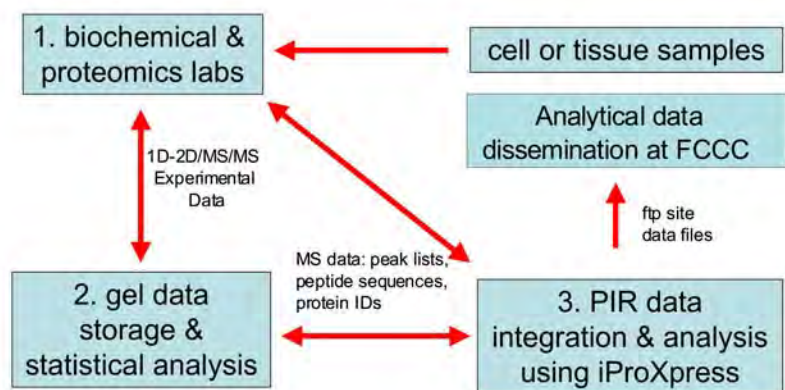 1. biochemical &
proteomics labs
cell or tissue samples
Analytical data
dissemination at FCCC
1D-2D/MS/MS
Experimental
Data
ftp site
data files
MS data: peak lists,
peptide sequences,
protein IDs
2. gel data
storage &
statistical analysis
3. PIR data
integration & analysis
using iProXpress